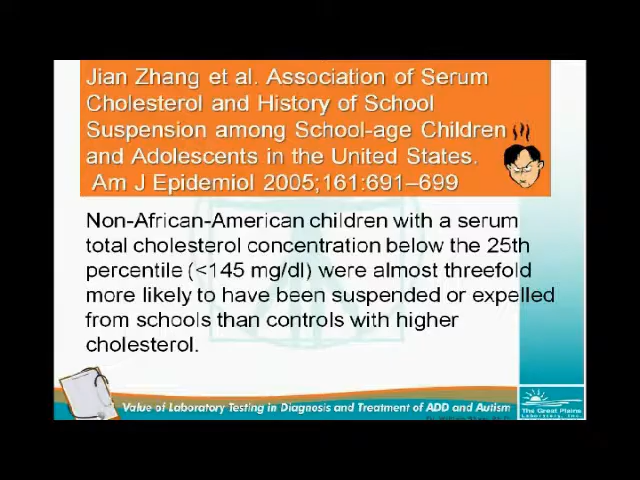 Jian Zhang et al. Association of Serum
Cholesterol and History of School
Suspension among School-age Children
and Adolescents in the United States.
Am J Epidemiol 2005;161:691–699
Non-African-American children with a serum
total cholesterol concentration below the 25th
percentile (<145 mg/dl) were almost threefold
more likely to have been suspended or expelled
from schools than controls with higher
cholesterol.
Value of Laboratory Testing in Diagnosis and Treatment of ADD and Autism
The Great Plains
Laboratory, Inc.